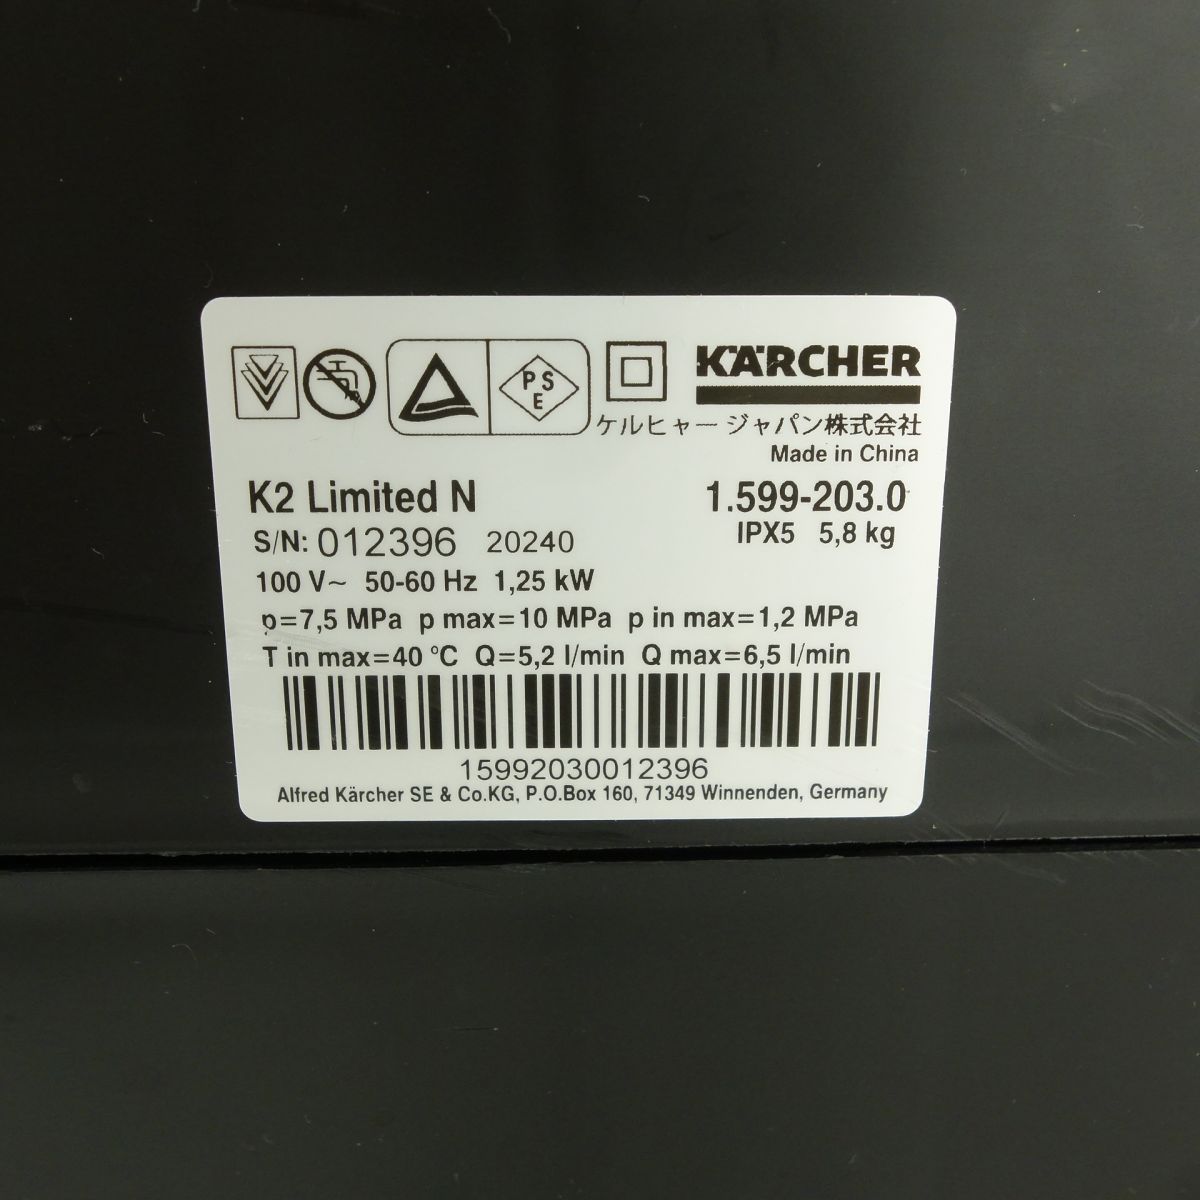 P S
E
KÄRCHER
ケルヒャー ジャパン株式会社
Made in China
K2 Limited N 1.599-203.0
S/N: 012396 20240 IPX5 5,8 kg
100 V~ 50-60 Hz 1,25 kW
p=7,5 MPa p max=10 MPa p in max=1,2 MPa
T in max=40 °C Q=5,2 l/min Q max=6,5 l/min
15992030012396
Alfred Kärcher SE & Co.KG, P.O.Box 160, 71349 Winnenden, Germany